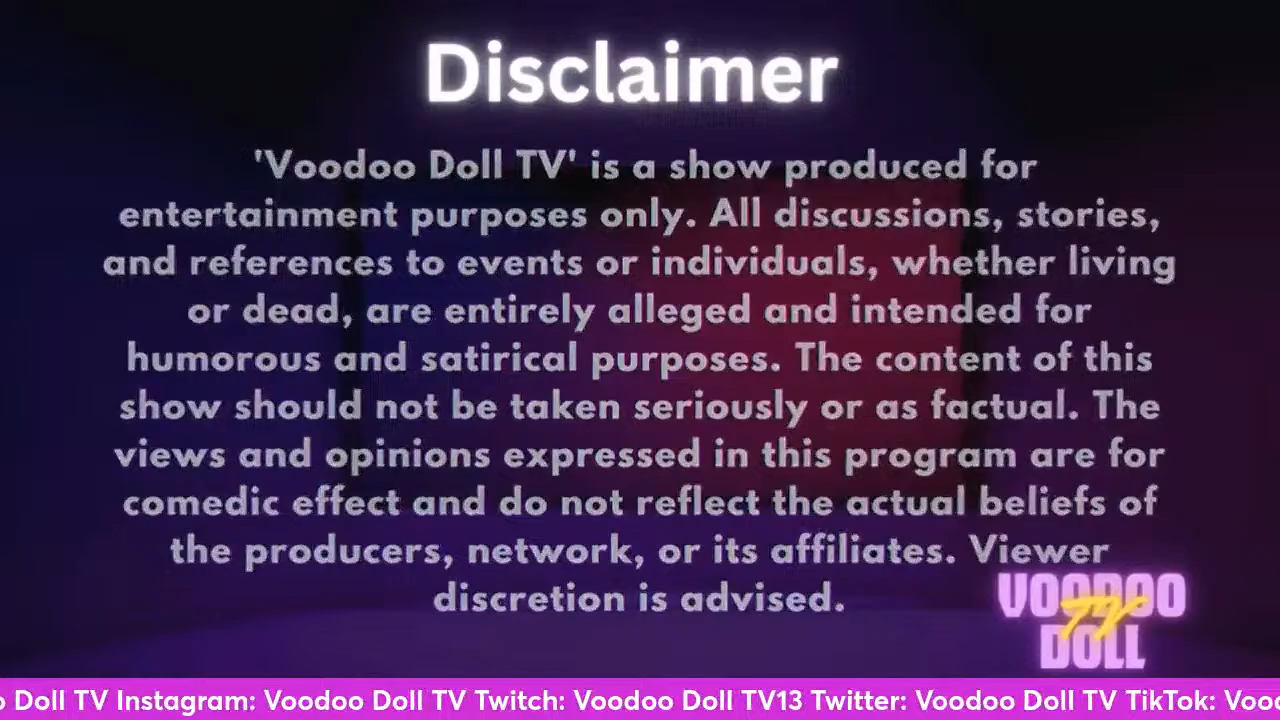 Disclaimer
'Voodoo Doll TV' is a show produced for
entertainment purposes only. All discussions, stories,
and references to events or individuals, whether living
or dead, are entirely alleged and intended for
humorous and satirical purposes. The content of this
show should not be taken seriously or as factual. The
views and opinions expressed in this program are for
comedic effect and do not reflect the actual beliefs of
the producers, network, or its affiliates. Viewer
discretion is advised.
VOODOO
TV
DOLL
Doll TV Instagram: Voodoo Doll TV Twitch: Voodoo Doll TV13 Twitter: Voodoo Doll TV TikTok: